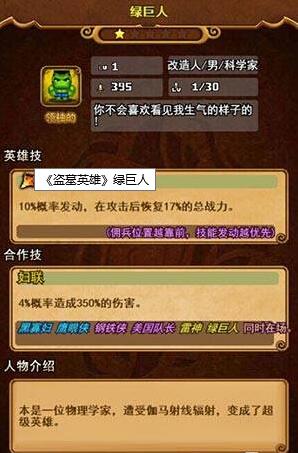 绿巨人
lv 1
改造人/男/科学家
395
1/30
领袖的
你不会喜欢看见我生气的样子的
!
英雄技
《盗墓英雄》绿巨人
10%概率发动，在攻击后恢复17%的总战力。
(佣兵位置越靠前，技能发动越优先)
合作技
妇联
4%概率造成350%的伤害。
黑寡妇 鹰眼侠 钢铁侠 美国队长 雷神 绿巨人 同时在场。
人物介绍
本是一位物理学家，遭受伽马射线辐射，变成了超
级英雄。